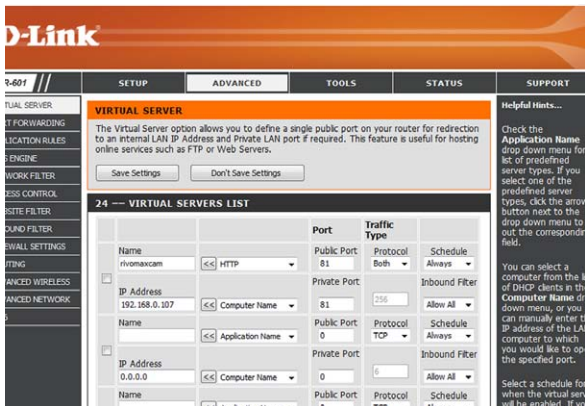 D-Link
R-601 //
SETUP
ADVANCED
TOOLS
STATUS
SUPPORT
TUAL SERVER
T FORWARDING
LICATION RULES
ENGINE
WORK FILTER
ESS CONTROL
SITE FILTER
OUND FILTER
EWALL SETTINGS
TING
ANCED WIRELESS
ANCED NETWORK
VIRTUAL SERVER
The Virtual Server option allows you to define a single public port on your router for redirection
to an internal LAN IP Address and Private LAN port if required. This feature is useful for hosting
online services such as FTP or Web Servers.
Save Settings
Don't Save Settings
24 -- VIRTUAL SERVERS LIST
Port
Traffic
Type
Name
Public Port
Protocol
Schedule
rivomaxcam
<<
HTTP
81
Both
Always
IP Address
Private Port
Inbound Filter
192.168.0.107
<<
Computer Name
81
256
Allow All
Name
Public Port
Protocol
Schedule
<<
Application Name
0
TCP
Always
IP Address
Private Port
Inbound Filter
0.0.0.0
<<
Computer Name
0
6
Allow All
Name
Public Port
Protocol
Schedule
Helpful Hints...
Check the
Application Name
drop down menu for
list of predefined
server types. If you
select one of the
predefined server
types, click the arrow
button next to the
drop down menu to
out the correspondin
field.
You can select a
computer from the li
of DHCP clients in the
Computer Name dr
down menu, or you
can manually enter t
IP address of the LA
computer to which
you would like to op
the specified port.
Select a schedule for
when the virtual ser
will be enabled. If yo